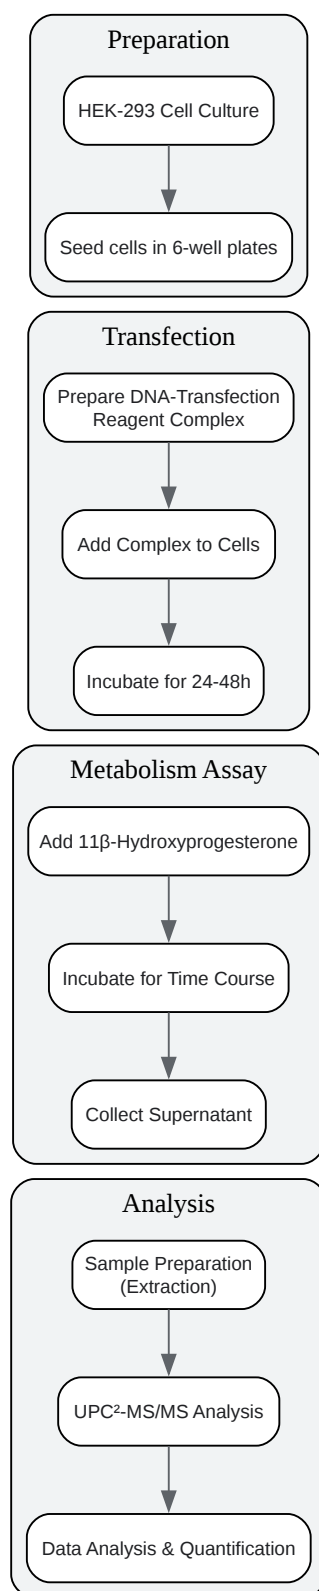 Preparation
HEK-293 Cell Culture
Seed cells in 6-well plates
Transfection
Prepare DNA-Transfection
Reagent Complex
Add Complex to Cells
Incubate for 24-48h
Metabolism Assay
Add 11β-Hydroxyprogesterone
Incubate for Time Course
Collect Supernatant
Analysis
Sample Preparation
(Extraction)
UPC²-MS/MS Analysis
Data Analysis & Quantification